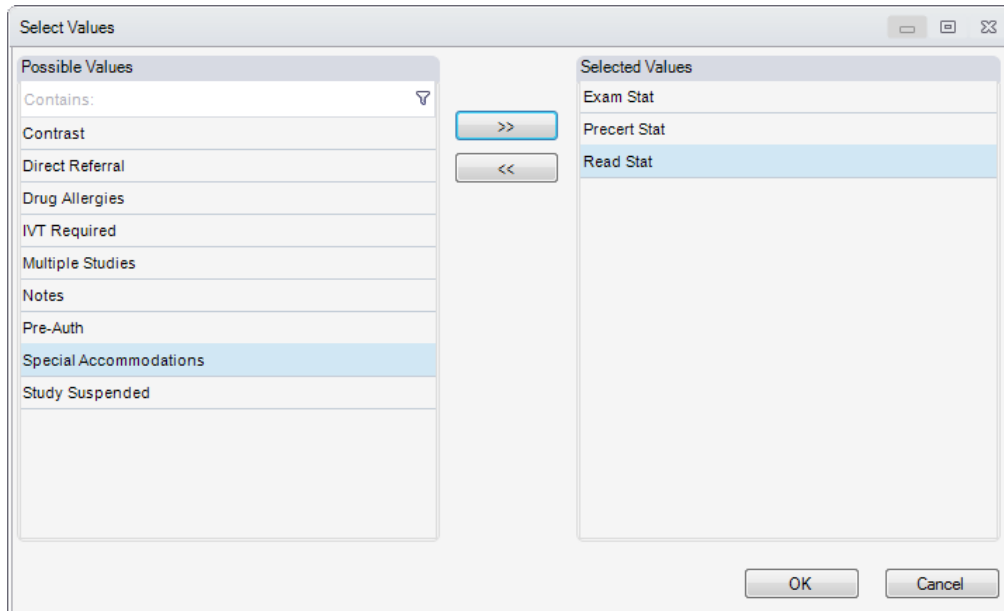 Select Values
Possible Values
Contains:
Contrast
Direct Referral
Drug Allergies
IVT Required
Multiple Studies
Notes
Pre-Auth
Special Accommodations
Study Suspended
>>
<<
Selected Values
Exam Stat
Precert Stat
Read Stat
OK
Cancel